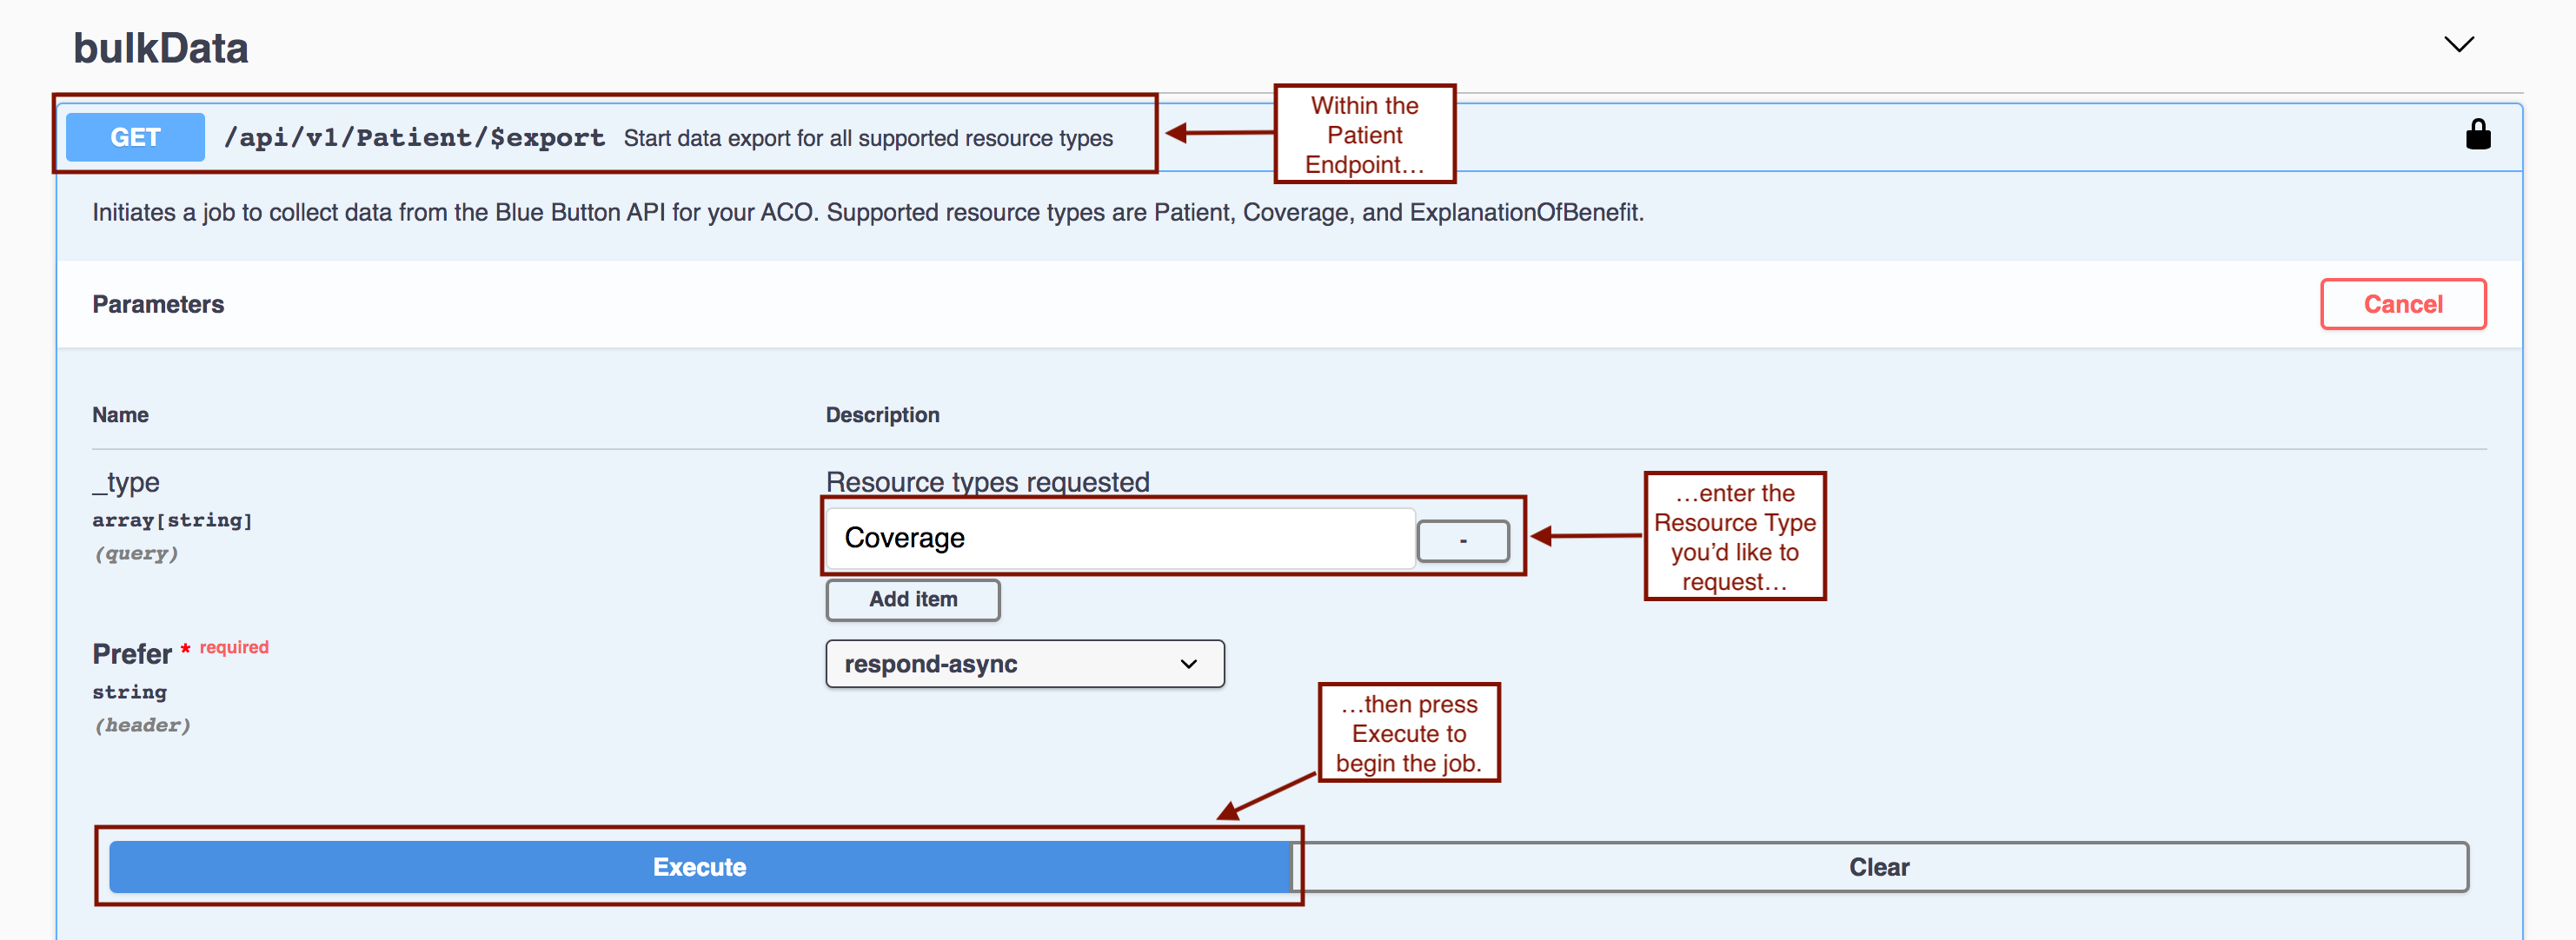 bulkData
GET /api/v1/Patient/$export Start data export for all supported resource types
Within the
Patient
Endpoint…
Initiates a job to collect data from the Blue Button API for your ACO. Supported resource types are Patient, Coverage, and ExplanationOfBenefit.
Parameters
Cancel
Name
Description
_type
array[string]
(query)
Resource types requested
Coverage
-
Add item
…enter the
Resource Type
you’d like to
request…
Prefer * required
string
(header)
respond-async
…then press
Execute to
begin the job.
Execute
Clear